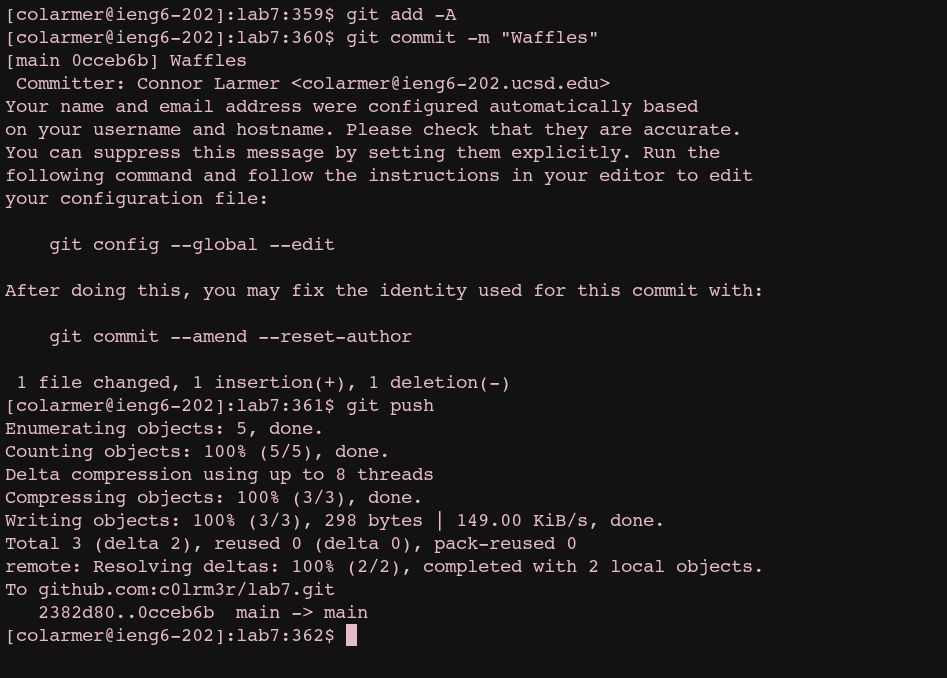 [colarmer@ieng6-202]:lab7:359$ git add -A
[colarmer@ieng6-202]:lab7:360$ git commit -m "Waffles"
[main 0cceb6b] Waffles
 Committer: Connor Larmer <colarmer@ieng6-202.ucsd.edu>
Your name and email address were configured automatically based
on your username and hostname. Please check that they are accurate.
You can suppress this message by setting them explicitly. Run the
following command and follow the instructions in your editor to edit
your configuration file:

    git config --global --edit

After doing this, you may fix the identity used for this commit with:

    git commit --amend --reset-author

 1 file changed, 1 insertion(+), 1 deletion(-)
[colarmer@ieng6-202]:lab7:361$ git push
Enumerating objects: 5, done.
Counting objects: 100% (5/5), done.
Delta compression using up to 8 threads
Compressing objects: 100% (3/3), done.
Writing objects: 100% (3/3), 298 bytes | 149.00 KiB/s, done.
Total 3 (delta 2), reused 0 (delta 0), pack-reused 0
remote: Resolving deltas: 100% (2/2), completed with 2 local objects.
To github.com:c0lrm3r/lab7.git
   2382d80..0cceb6b  main -> main
[colarmer@ieng6-202]:lab7:362$